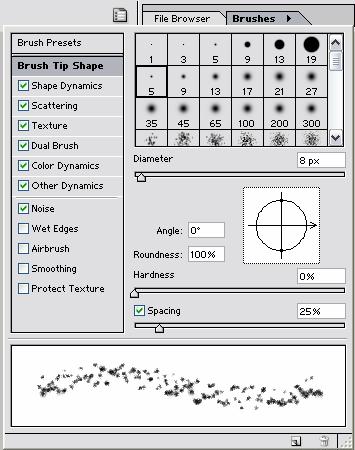 File Browser Brushes
Brush Presets
Brush Tip Shape
Shape Dynamics
Scattering
Texture
Dual Brush
Color Dynamics
Other Dynamics
Noise
Wet Edges
Airbrush
Smoothing
Protect Texture
1 3 5 9 13 19
5 9 13 17 21 27
35 45 65 100 200 300
Diameter 8 px
Angle: 0°
Roundness: 100%
Hardness 0%
Spacing 25%